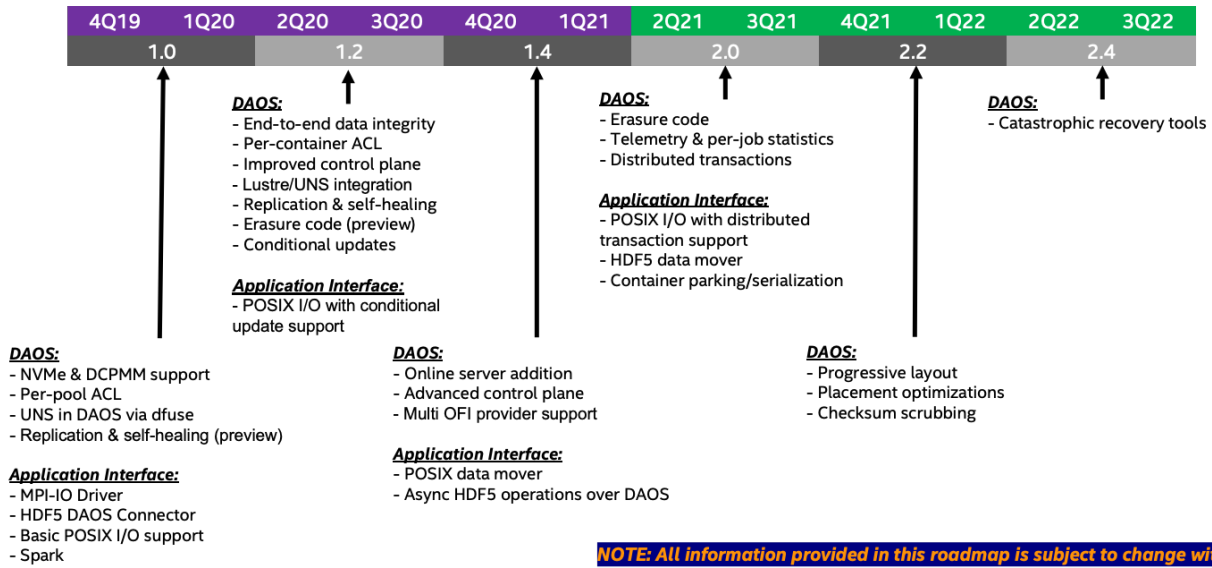 4Q19 1Q20 2Q20 3Q20 4Q20 1Q21 2Q21 3Q21 4Q21 1Q22 2Q22 3Q22
1.0 1.2 1.4 2.0 2.2 2.4
DAOS:
- End-to-end data integrity
- Per-container ACL
- Improved control plane
- Lustre/UNS integration
- Replication & self-healing
- Erasure code (preview)
- Conditional updates
Application Interface:
- POSIX I/O with conditional
update support
DAOS:
- Erasure code
- Telemetry & per-job statistics
- Distributed transactions
Application Interface:
- POSIX I/O with distributed
transaction support
- HDF5 data mover
- Container parking/serialization
DAOS:
- Catastrophic recovery tools
DAOS:
- NVMe & DCPMM support
- Per-pool ACL
- UNS in DAOS via dfuse
- Replication & self-healing (preview)
Application Interface:
- MPI-IO Driver
- HDF5 DAOS Connector
- Basic POSIX I/O support
- Spark
DAOS:
- Online server addition
- Advanced control plane
- Multi OFI provider support
Application Interface:
- POSIX data mover
- Async HDF5 operations over DAOS
DAOS:
- Progressive layout
- Placement optimizations
- Checksum scrubbing
NOTE: All information provided in this roadmap is subject to change